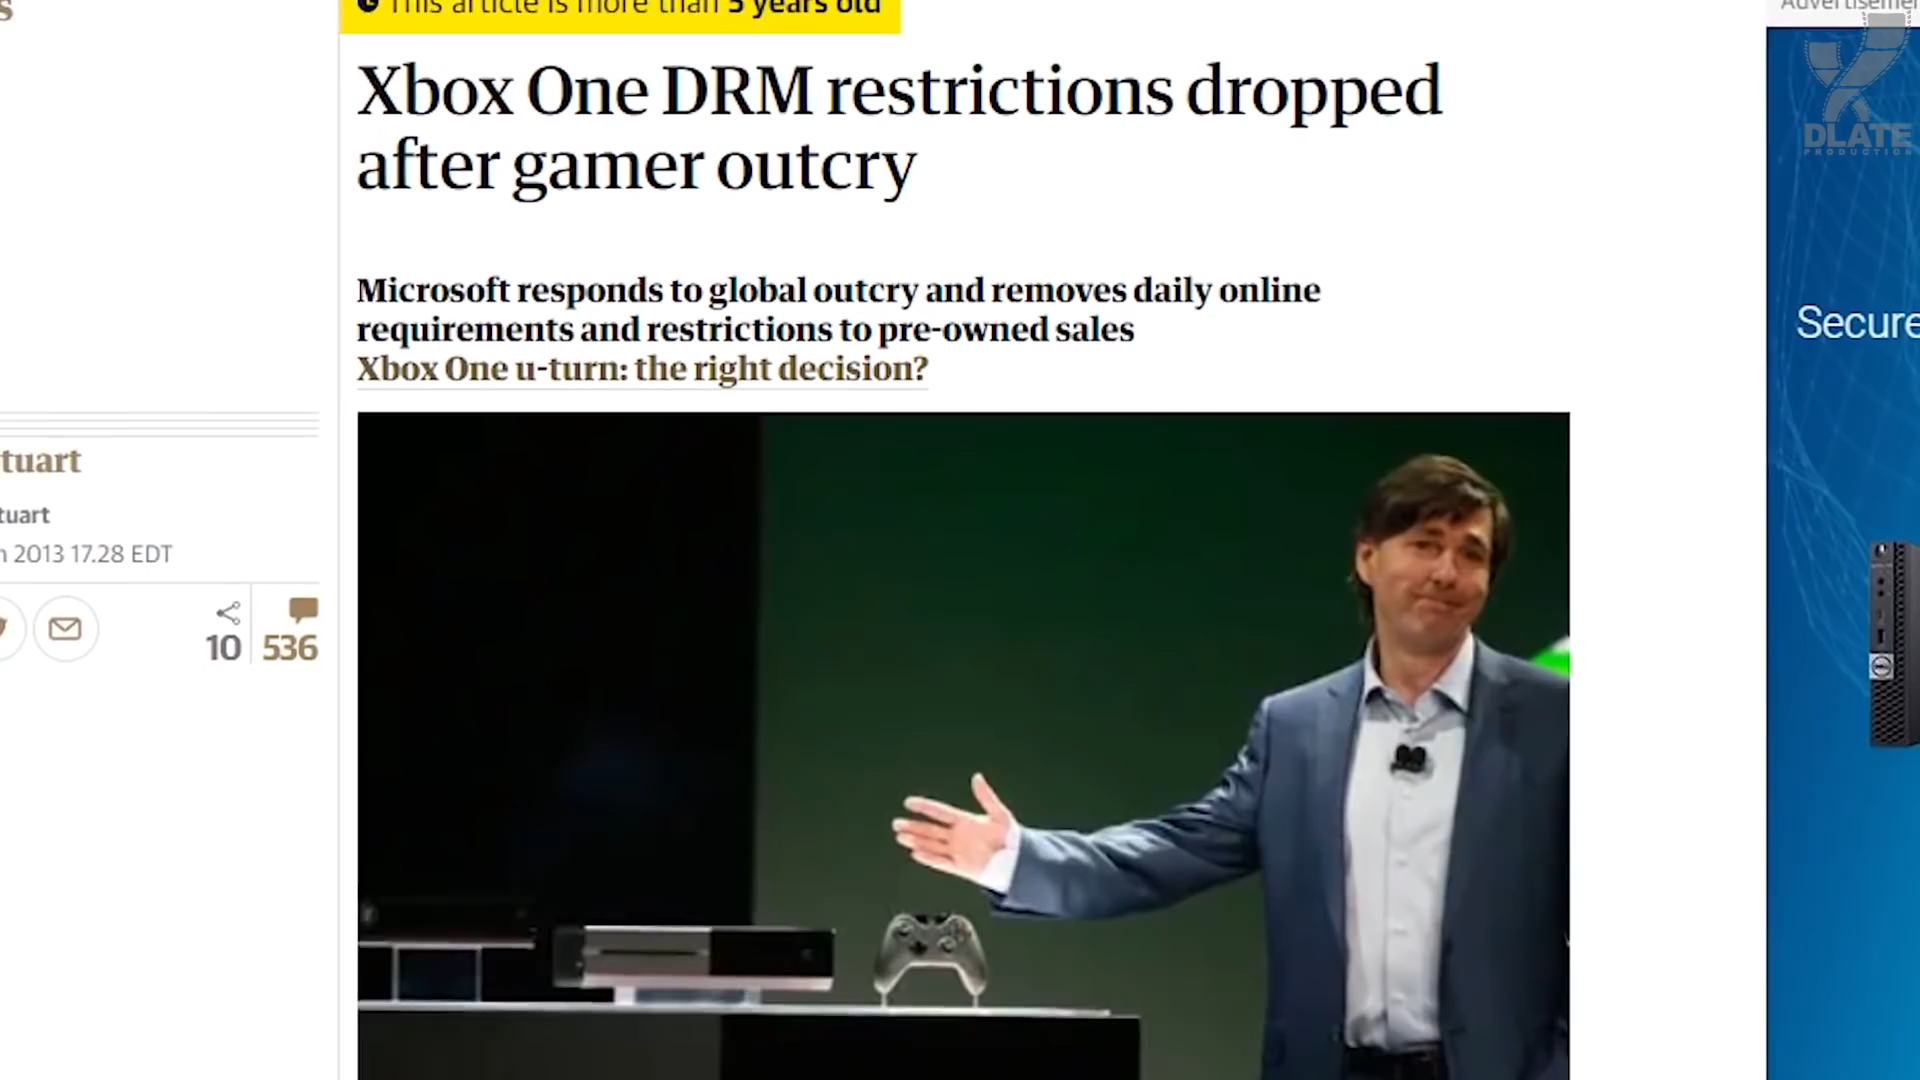 This article is more than 5 years old
Xbox One DRM restrictions dropped
after gamer outcry
Microsoft responds to global outcry and removes daily online
requirements and restrictions to pre-owned sales
Xbox One u-turn: the right decision?
tuart
tuart
2013 17.28 EDT
10
536
Secure
DLATE
PRODUCTION